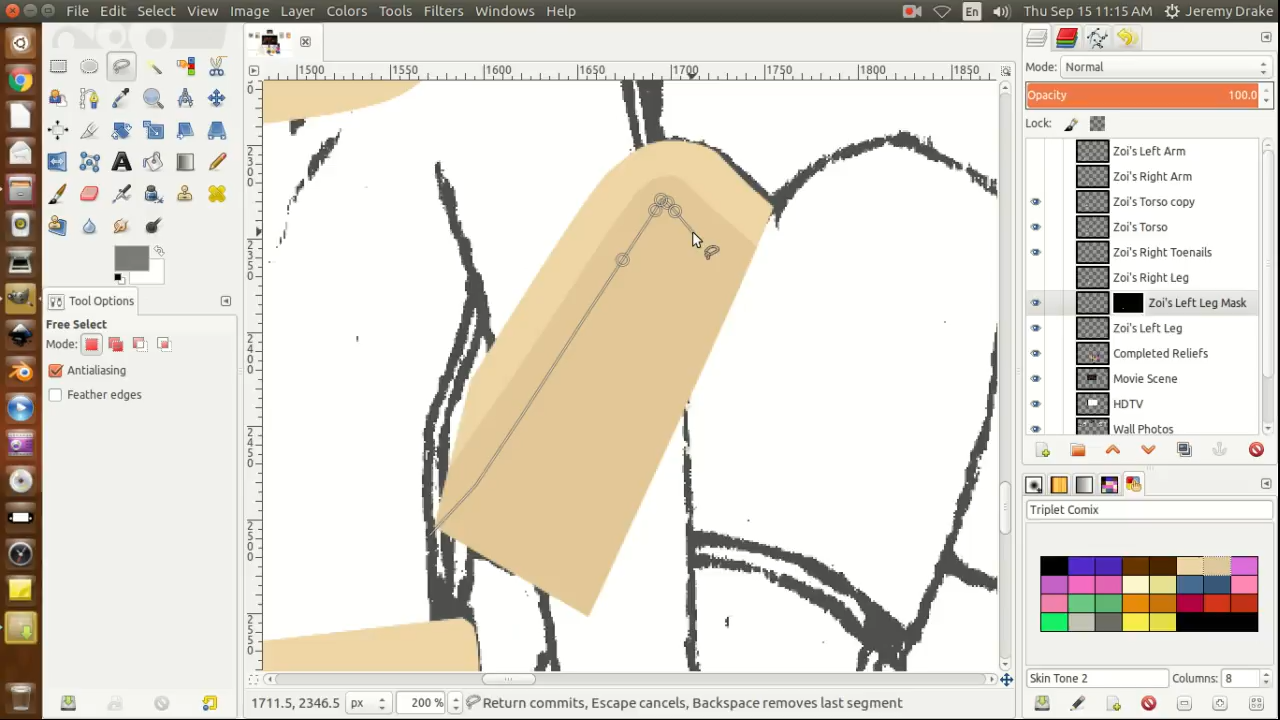 File Edit Select View Image Layer Colors Tools Filters Windows Help
En Thu Sep 15 11:15 AM Jeremy Drake
Tool Options
Free Select
Mode:
Antialiasing
Feather edges
1500 1550 1600 1650 1700 1750 1800 1850
1711.5, 2346.5 px 200 % Return commits, Escape cancels, Backspace removes last segment
Mode: Normal
Opacity 100.0
Lock:
Zoi's Left Arm
Zoi's Right Arm
Zoi's Torso copy
Zoi's Torso
Zoi's Right Toenails
Zoi's Right Leg
Zoi's Left Leg Mask
Zoi's Left Leg
Completed Reliefs
Movie Scene
HDTV
Wall Photos
Triplet Comix
Skin Tone 2 Columns: 8